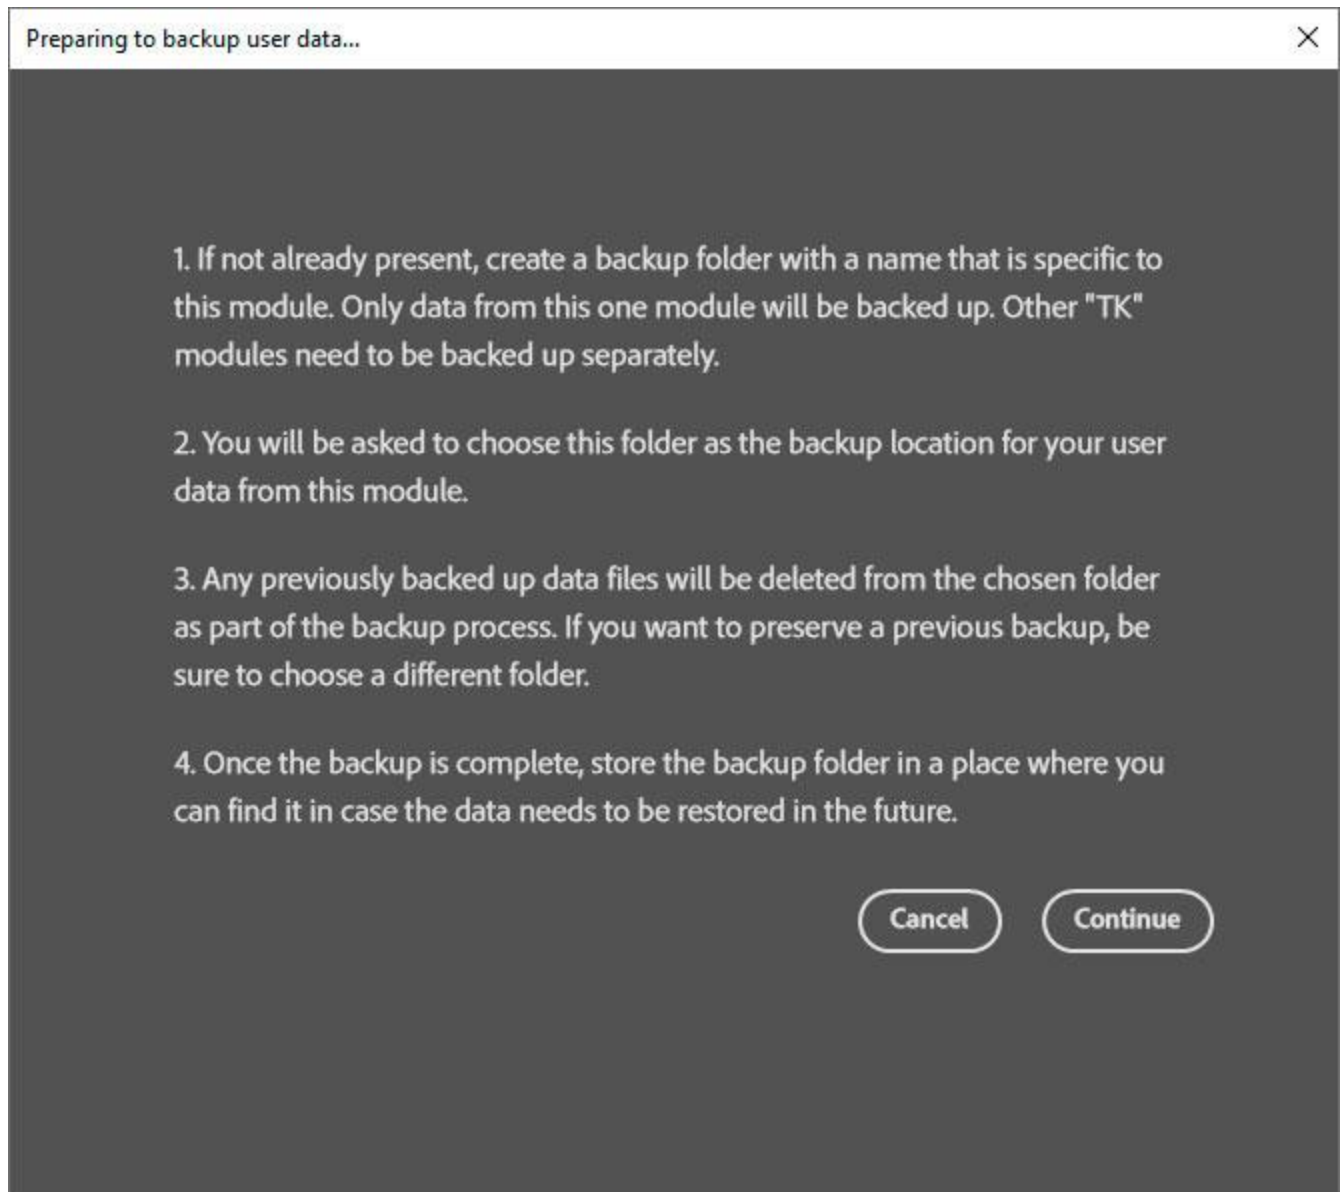 Preparing to backup user data...
1. If not already present, create a backup folder with a name that is specific to
this module. Only data from this one module will be backed up. Other "TK"
modules need to be backed up separately.
2. You will be asked to choose this folder as the backup location for your user
data from this module.
3. Any previously backed up data files will be deleted from the chosen folder
as part of the backup process. If you want to preserve a previous backup, be
sure to choose a different folder.
4. Once the backup is complete, store the backup folder in a place where you
can find it in case the data needs to be restored in the future.
Cancel Continue